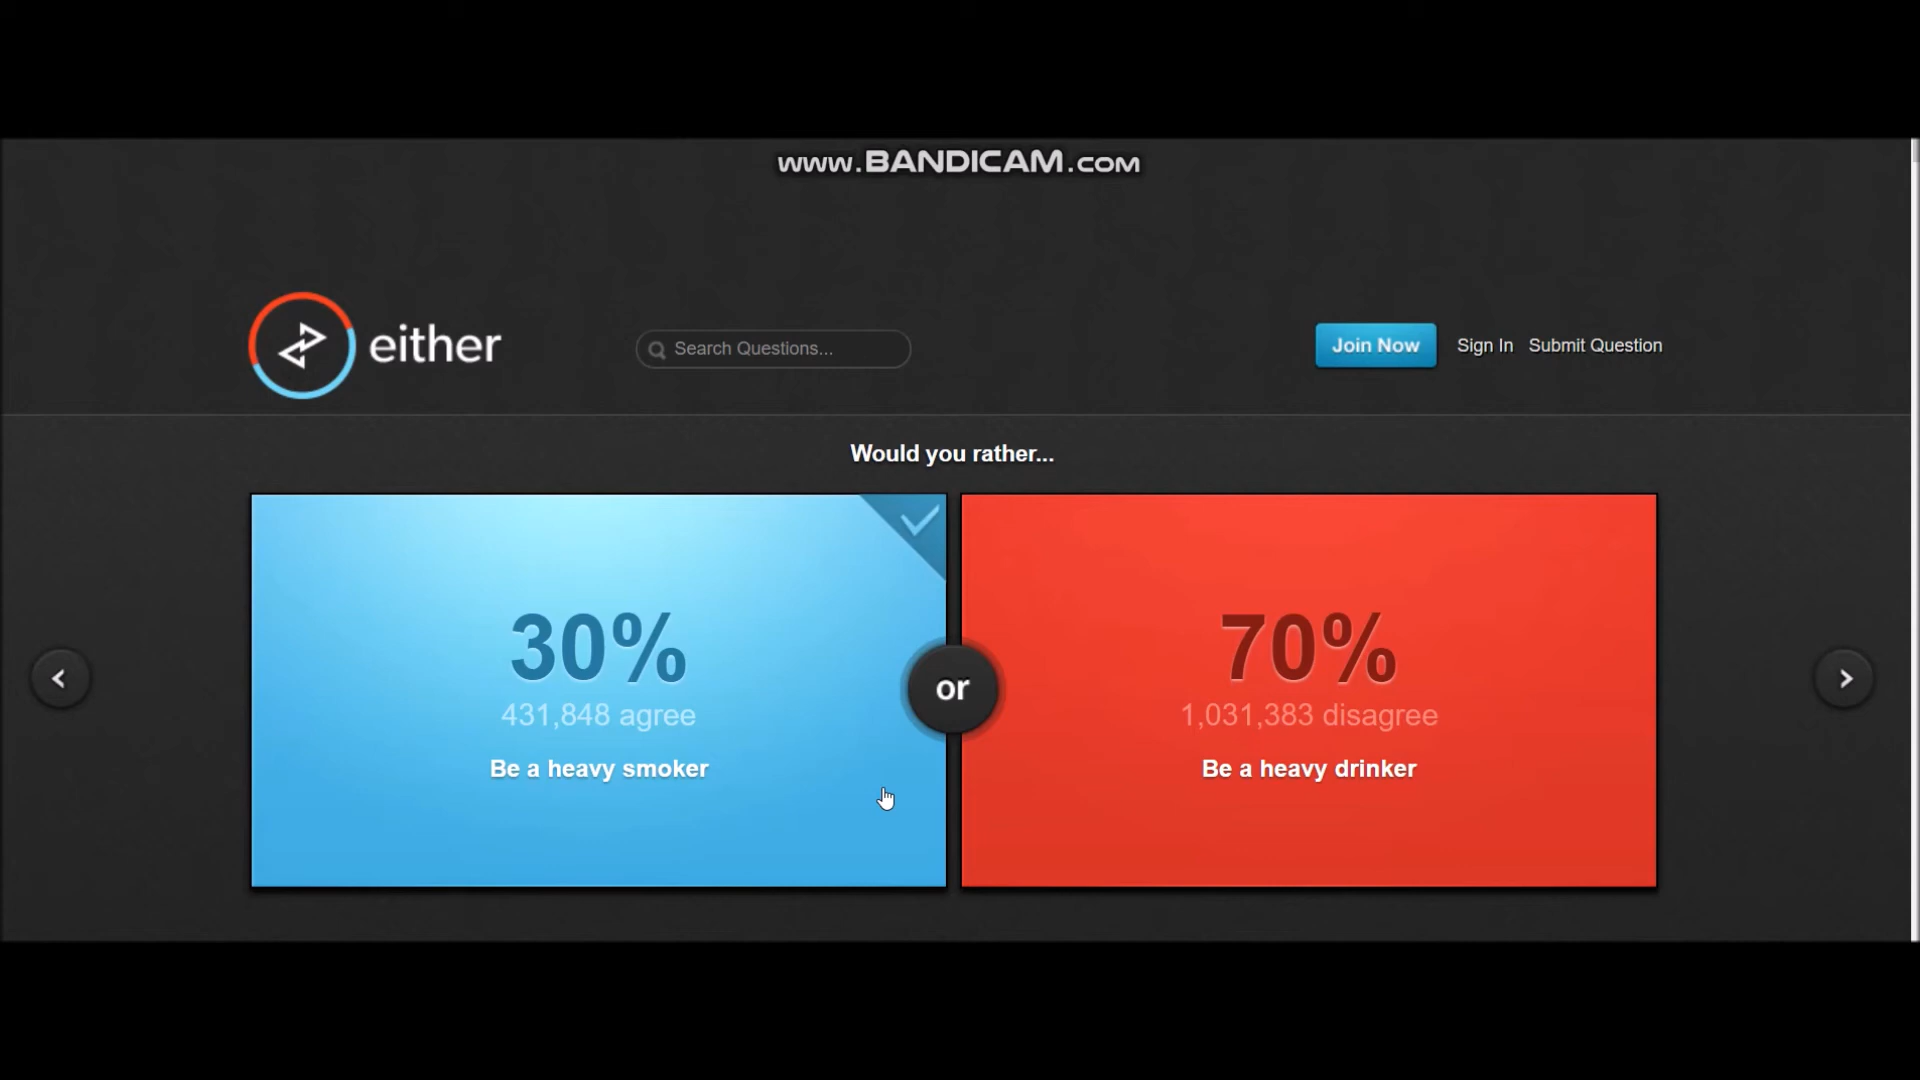 www.BANDICAM.com
either
Search Questions...
Join Now
Sign In
Submit Question
Would you rather...
30%
431,848 agree
Be a heavy smoker
or
70%
1,031,383 disagree
Be a heavy drinker